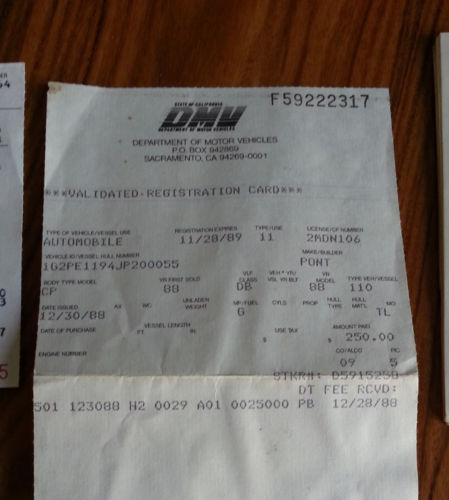 STATE OF CALIFORNIA
DMV
DEPARTMENT OF MOTOR VEHICLES
F59222317
DEPARTMENT OF MOTOR VEHICLES
P.O. BOX 942869
SACRAMENTO, CA 94269-0001
***VALIDATED REGISTRATION CARD***
TYPE OF VEHICLE/VESSEL USE REGISTRATION EXPIRES TYPE/USE LICENSE/CF NUMBER
AUTOMOBILE 11/28/89 11 2MDN106
VEHICLE ID/VESSEL HULL NUMBER MAKE/BUILDER
1G2PE1194JP200055 PONT
BODY TYPE MODEL YR FIRST SOLD VLF CLASS VEH * YR/ VSL YR BLT YR MODEL TYPE VEH/VESSEL
CP 88 DB 88 110
DATE ISSUED AX WC UNLADEN WEIGHT MP/FUEL CYLS PROP HULL TYPE HULL MATL MO
12/30/88 G TL
DATE OF PURCHASE VESSEL LENGTH FT. IN. USE TAX AMOUNT PAID
$ $ 250.00
ENGINE NUMBER CO/ALCO PIC
09 5
STKR#: D5915258
DT FEE RCVD:
501 123088 H2 0029 A01 0025000 PB 12/28/88